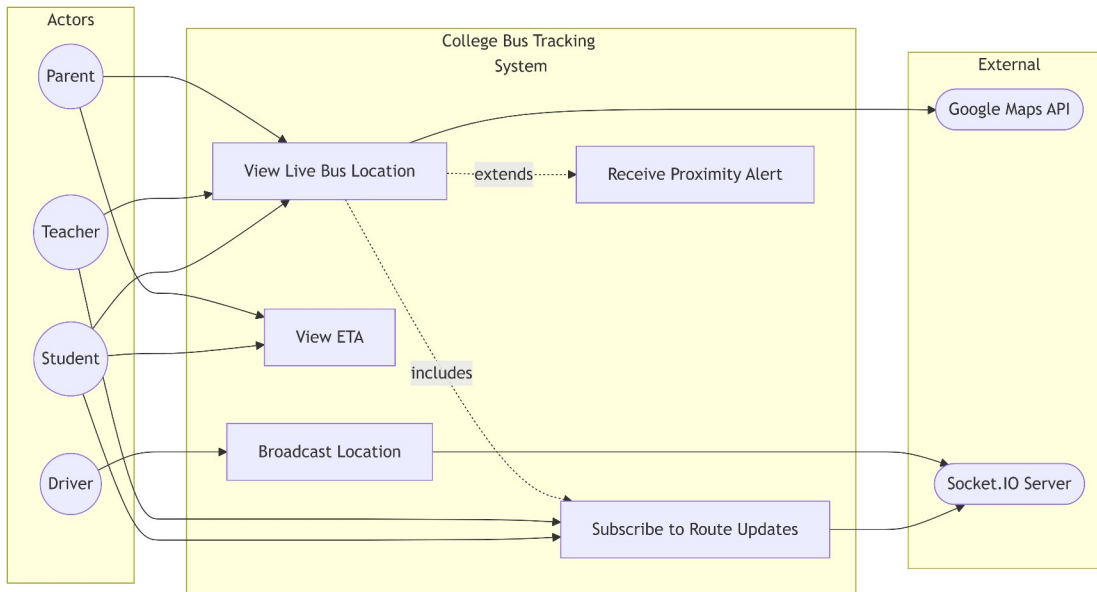 Actors
Parent
Teacher
Student
Driver
College Bus Tracking
System
View Live Bus Location
extends
Receive Proximity Alert
View ETA
includes
Broadcast Location
Subscribe to Route Updates
External
Google Maps API
Socket.IO Server